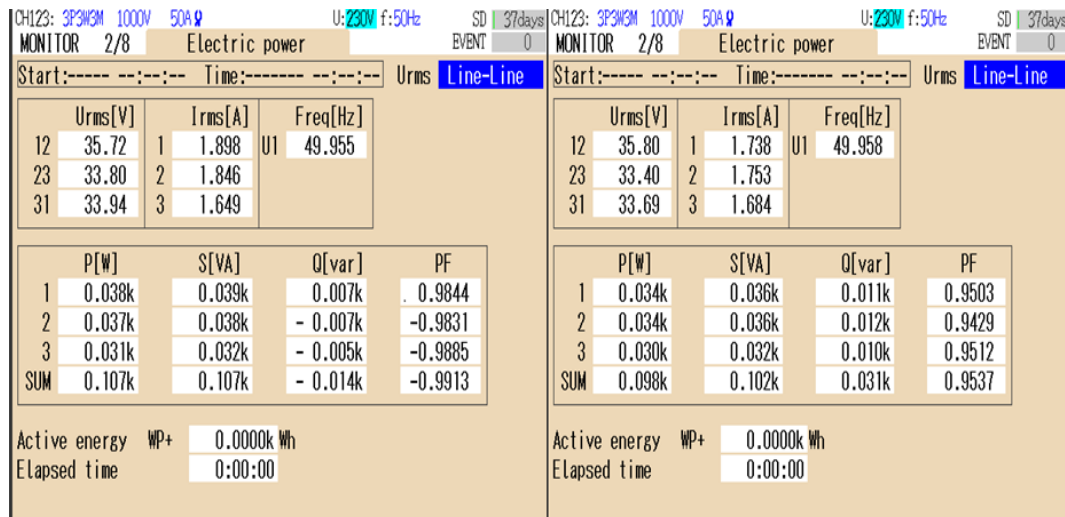 CH123: 3P3W3M 1000V 50A U:230V f:50Hz SD 37days
MONITOR 2/8 Electric power EVENT 0
Start:----- --:--:-- Time:------- --:--:-- Urms Line-Line
Urms[V] Irms[A] Freq[Hz]
12 35.72 1 1.898 U1 49.955
23 33.80 2 1.846
31 33.94 3 1.649
P[W] S[VA] Q[var] PF
1 0.038k 0.039k 0.007k . 0.9844
2 0.037k 0.038k - 0.007k -0.9831
3 0.031k 0.032k - 0.005k -0.9885
SUM 0.107k 0.107k - 0.014k -0.9913
Active energy WP+ 0.0000k Wh
Elapsed time 0:00:00
CH123: 3P3W3M 1000V 50A U:230V f:50Hz SD 37days
MONITOR 2/8 Electric power EVENT 0
Start:----- --:--:-- Time:------- --:--:-- Urms Line-Line
Urms[V] Irms[A] Freq[Hz]
12 35.80 1 1.738 U1 49.958
23 33.40 2 1.753
31 33.69 3 1.684
P[W] S[VA] Q[var] PF
1 0.034k 0.036k 0.011k 0.9503
2 0.034k 0.036k 0.012k 0.9429
3 0.030k 0.032k 0.010k 0.9512
SUM 0.098k 0.102k 0.031k 0.9537
Active energy WP+ 0.0000k Wh
Elapsed time 0:00:00